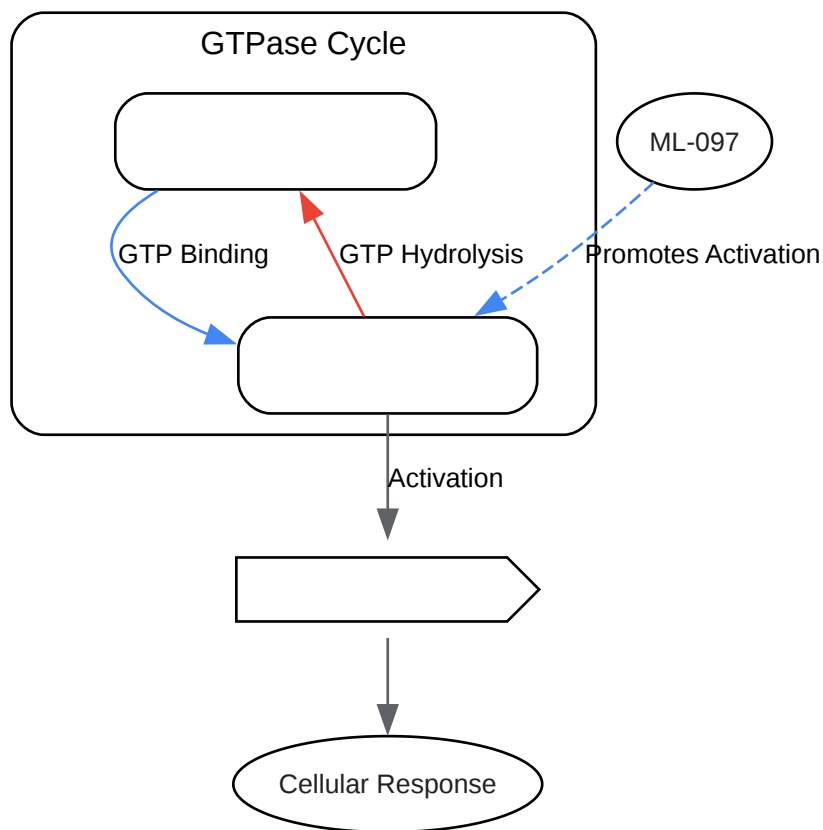 GTPase Cycle
ML-097
GTP Binding
GTP Hydrolysis
Promotes Activation
Activation
Cellular Response